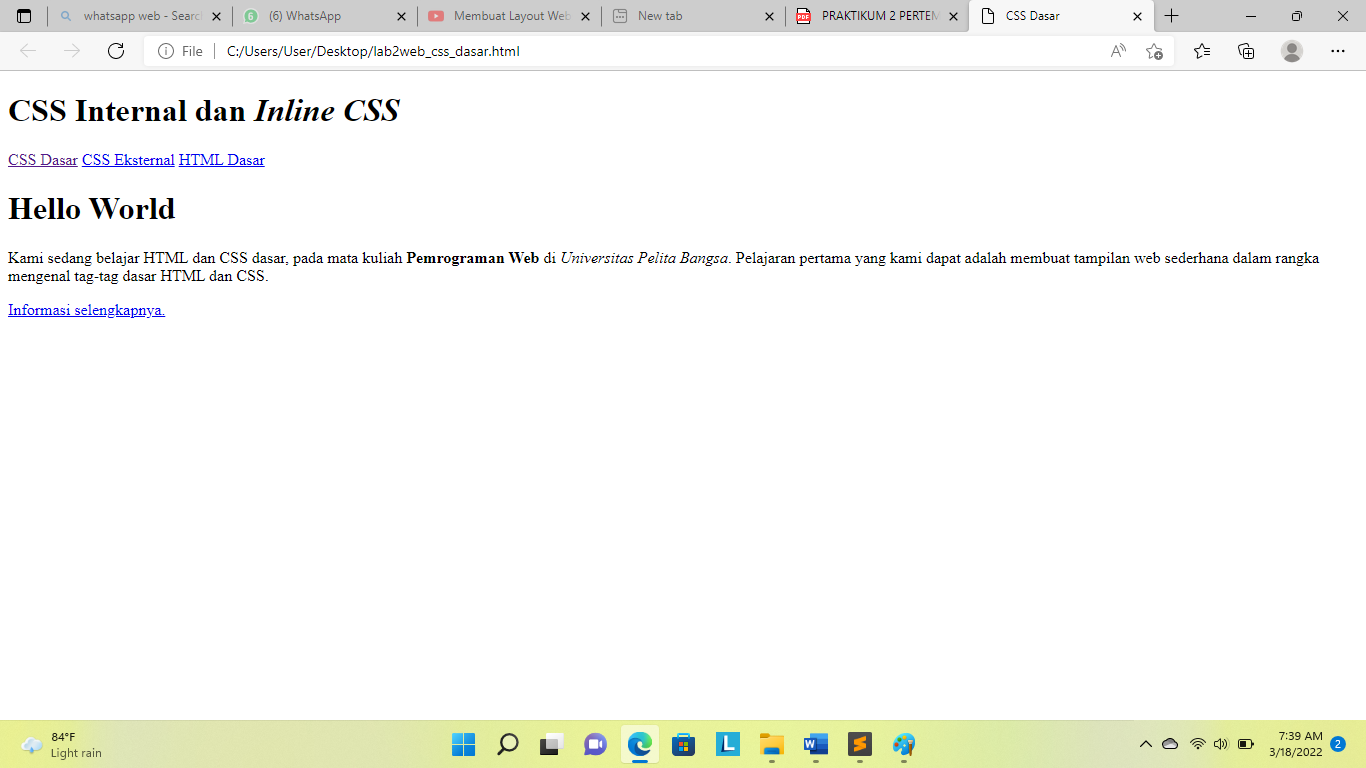 whatsapp web - Searc
(6) WhatsApp
Membuat Layout Web
New tab
PRAKTIKUM 2 PERTEM
CSS Dasar
File
C:/Users/User/Desktop/lab2web_css_dasar.html
CSS Internal dan Inline CSS
CSS Dasar CSS Eksternal HTML Dasar
Hello World
Kami sedang belajar HTML dan CSS dasar, pada mata kuliah Pemrograman Web di Universitas Pelita Bangsa. Pelajaran pertama yang kami dapat adalah membuat tampilan web sederhana dalam rangka
mengenal tag-tag dasar HTML dan CSS.
Informasi selengkapnya.
84°F
Light rain
7:39 AM
3/18/2022
2